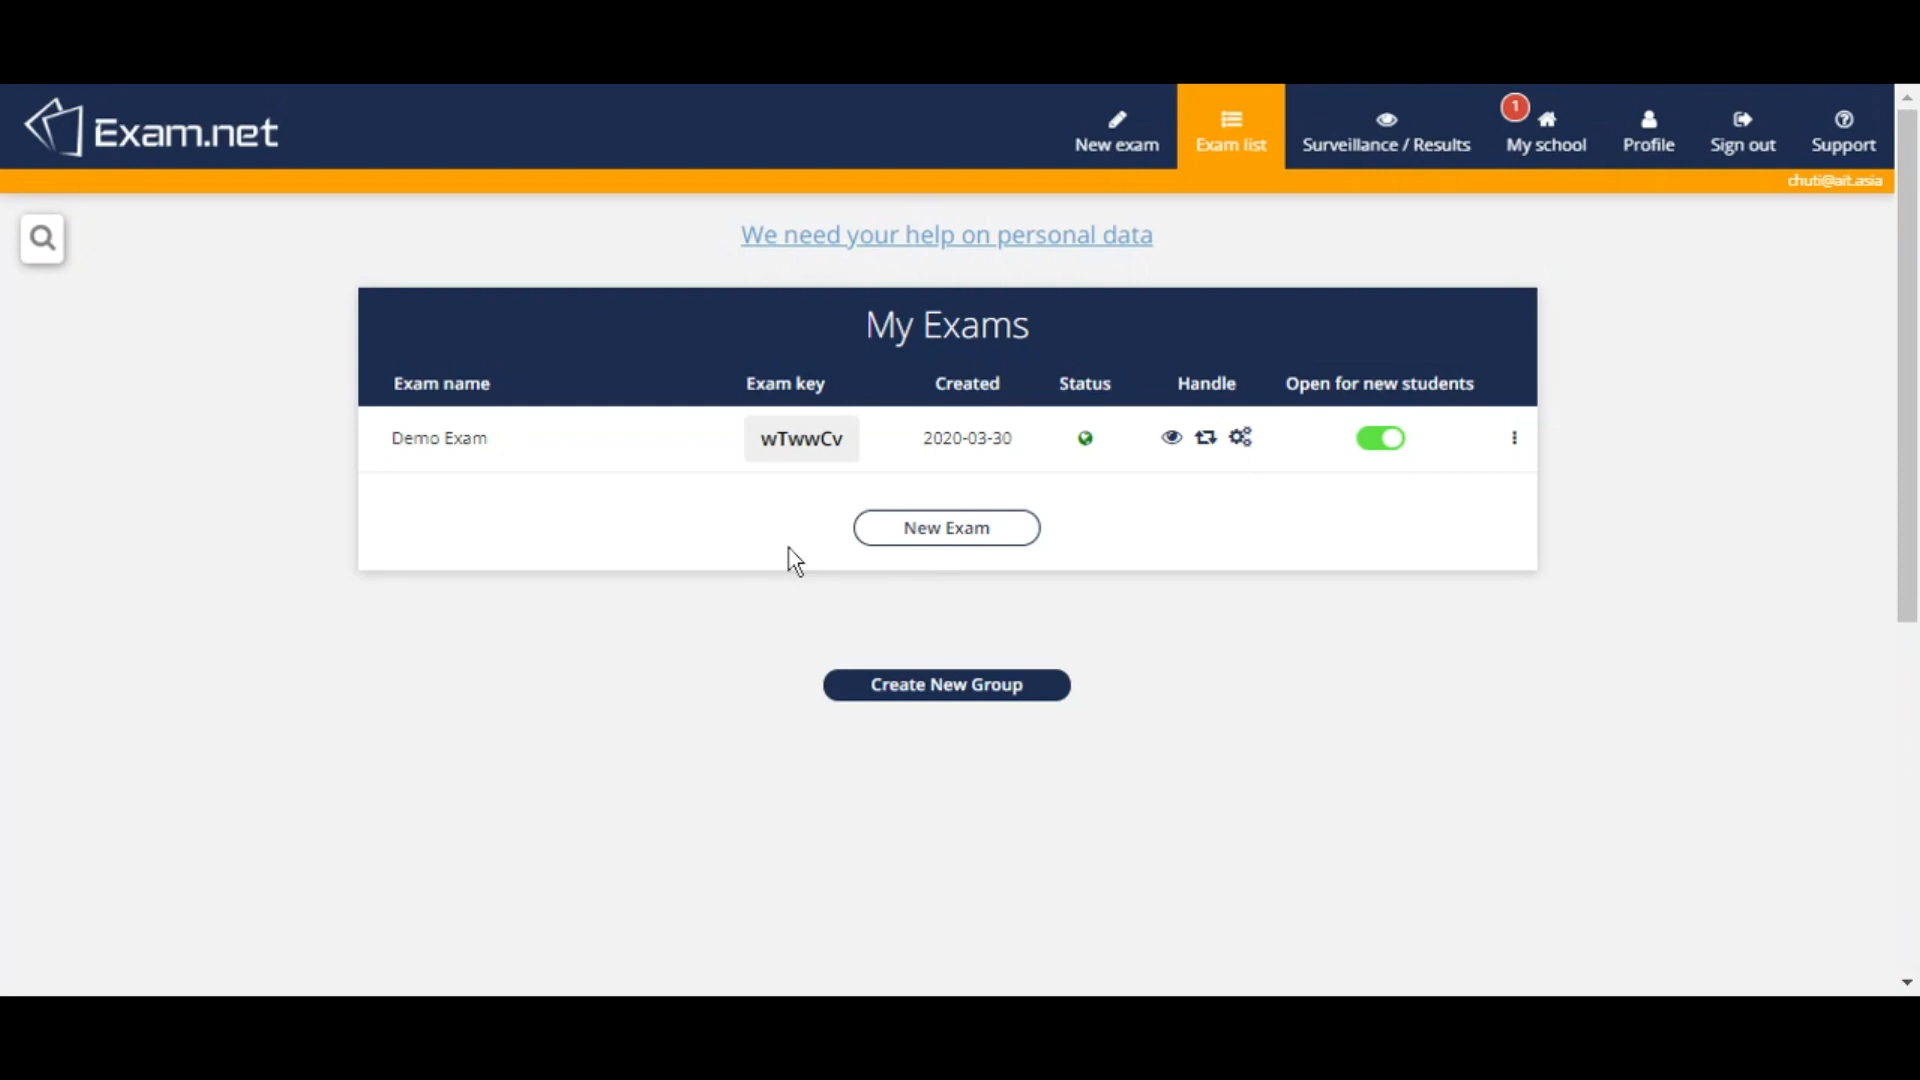 Exam.net
New exam
Exam list
Surveillance / Results
1
My school
Profile
Sign out
Support
chuti@ait.asia
We need your help on personal data
My Exams
Exam name Exam key Created Status Handle Open for new students
Demo Exam wTwwCv 2020-03-30
New Exam
Create New Group